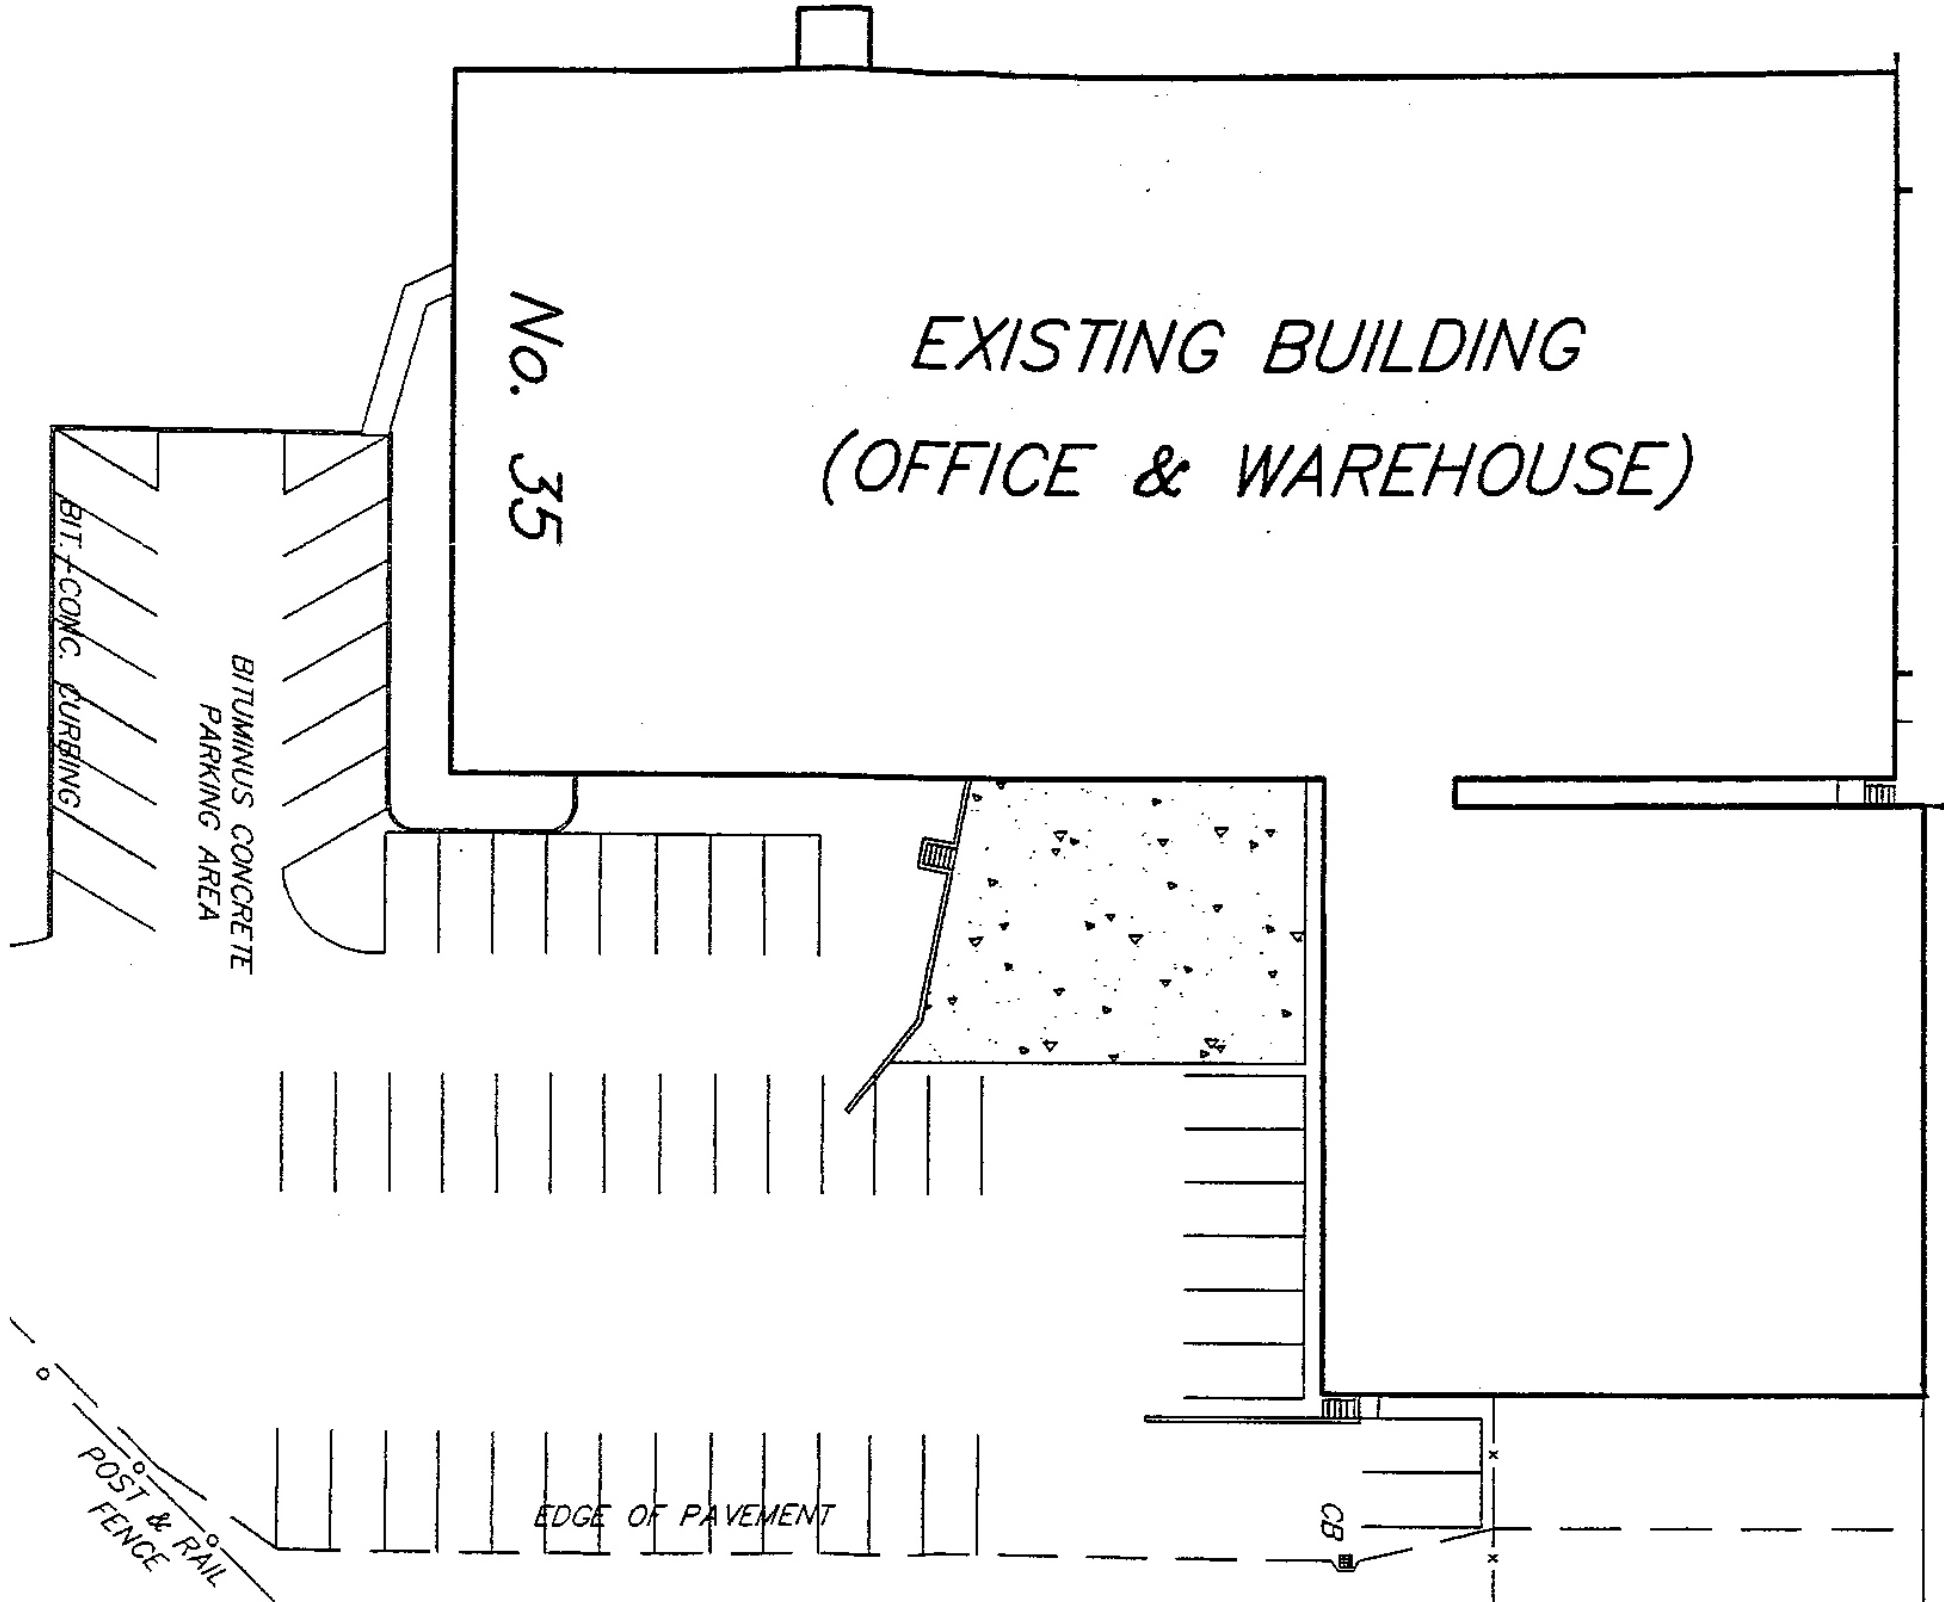 EXISTING BUILDING
(OFFICE & WAREHOUSE)
No. 35
BIT. CONC. CURBING
BITUMINUS CONCRETE
PARKING AREA
EDGE OF PAVEMENT
CB
POST & RAIL
FENCE